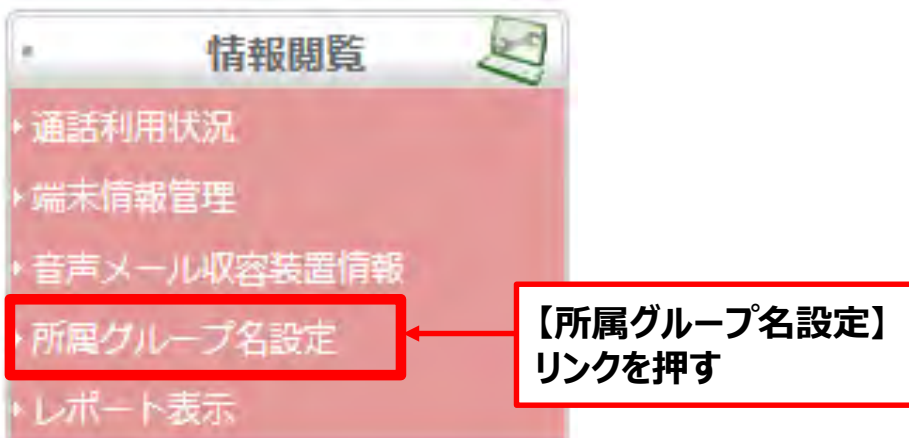 情報閲覧
通話利用状況
端末情報管理
音声メール収容装置情報
所属グループ名設定
レポート表示
【所属グループ名設定】
リンクを押す